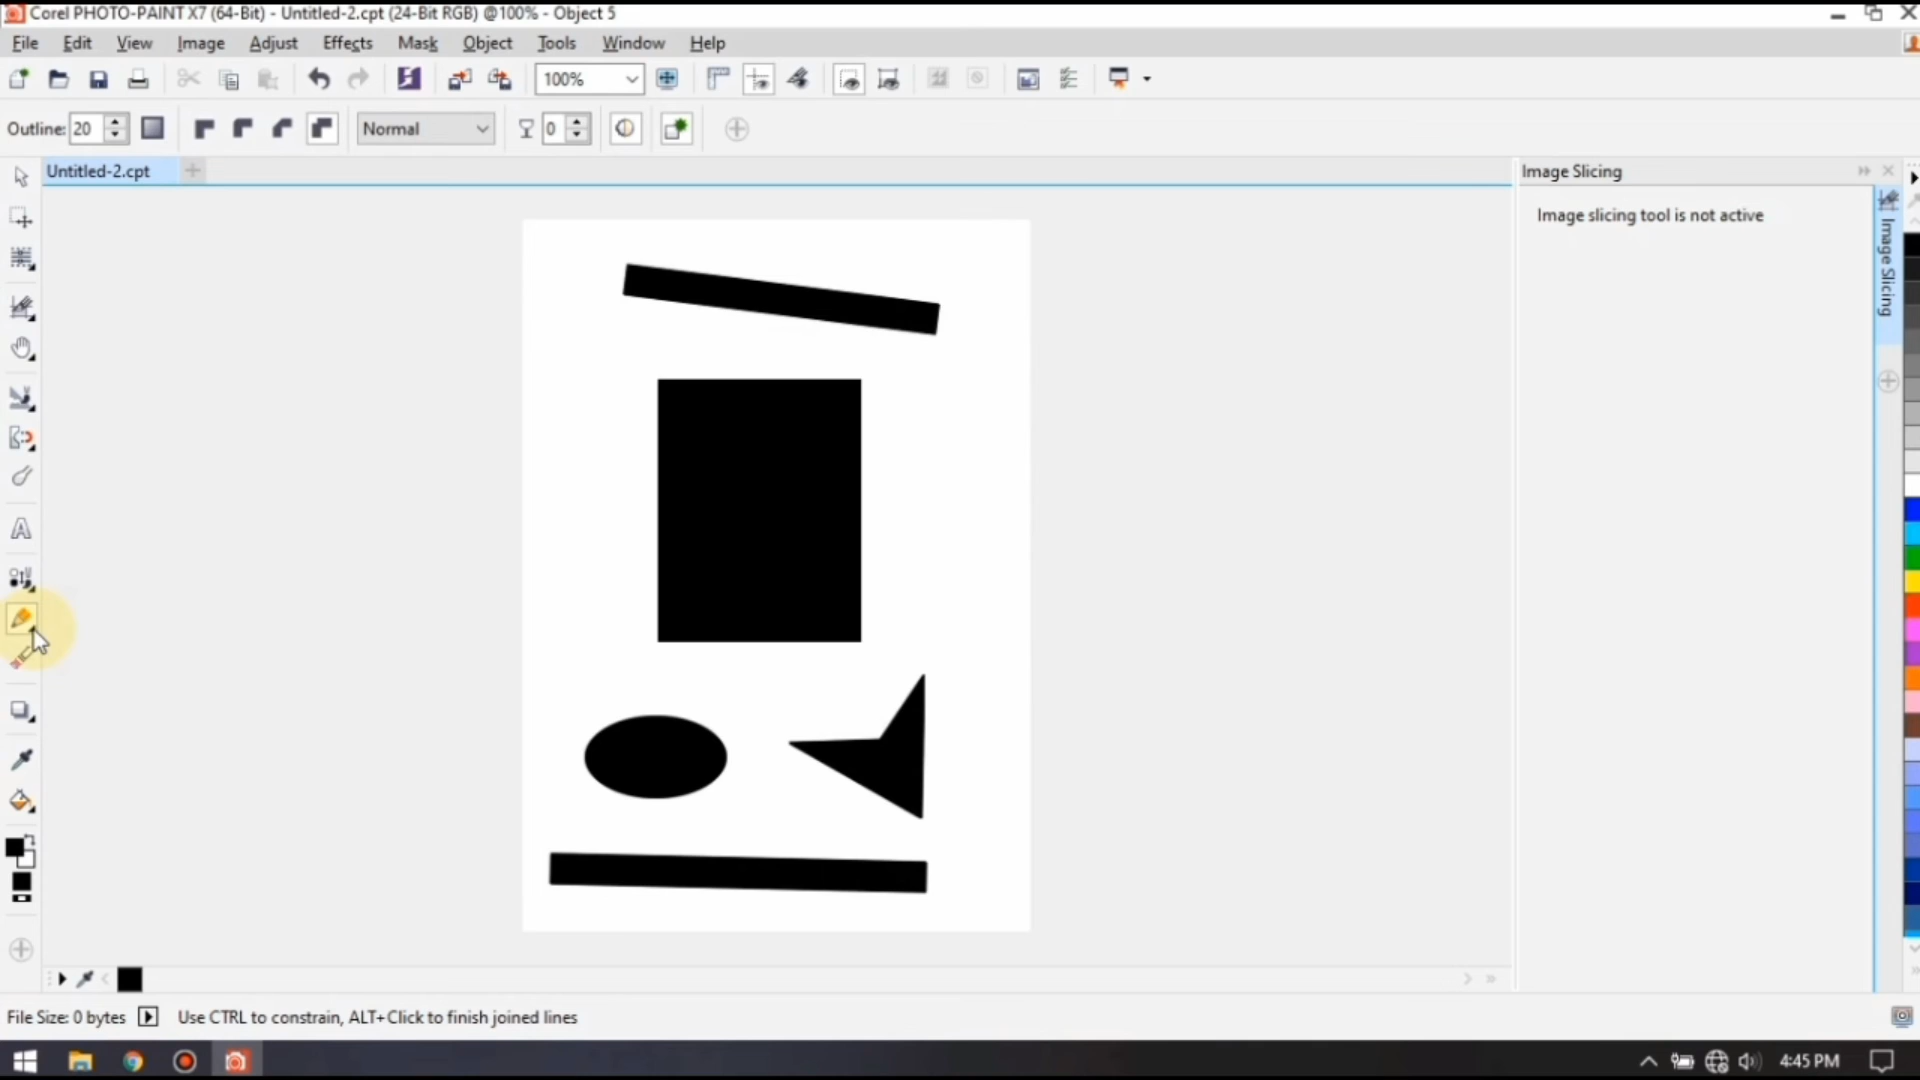 Corel PHOTO-PAINT X7 (64-Bit) - Untitled-2.cpt (24-Bit RGB) @100% - Object 5
File Edit View Image Adjust Effects Mask Object Tools Window Help
100%
Outline: 20 Normal 0
Untitled-2.cpt
Image Slicing
Image slicing tool is not active
Image Slicing
File Size: 0 bytes Use CTRL to constrain, ALT+Click to finish joined lines
4:45 PM